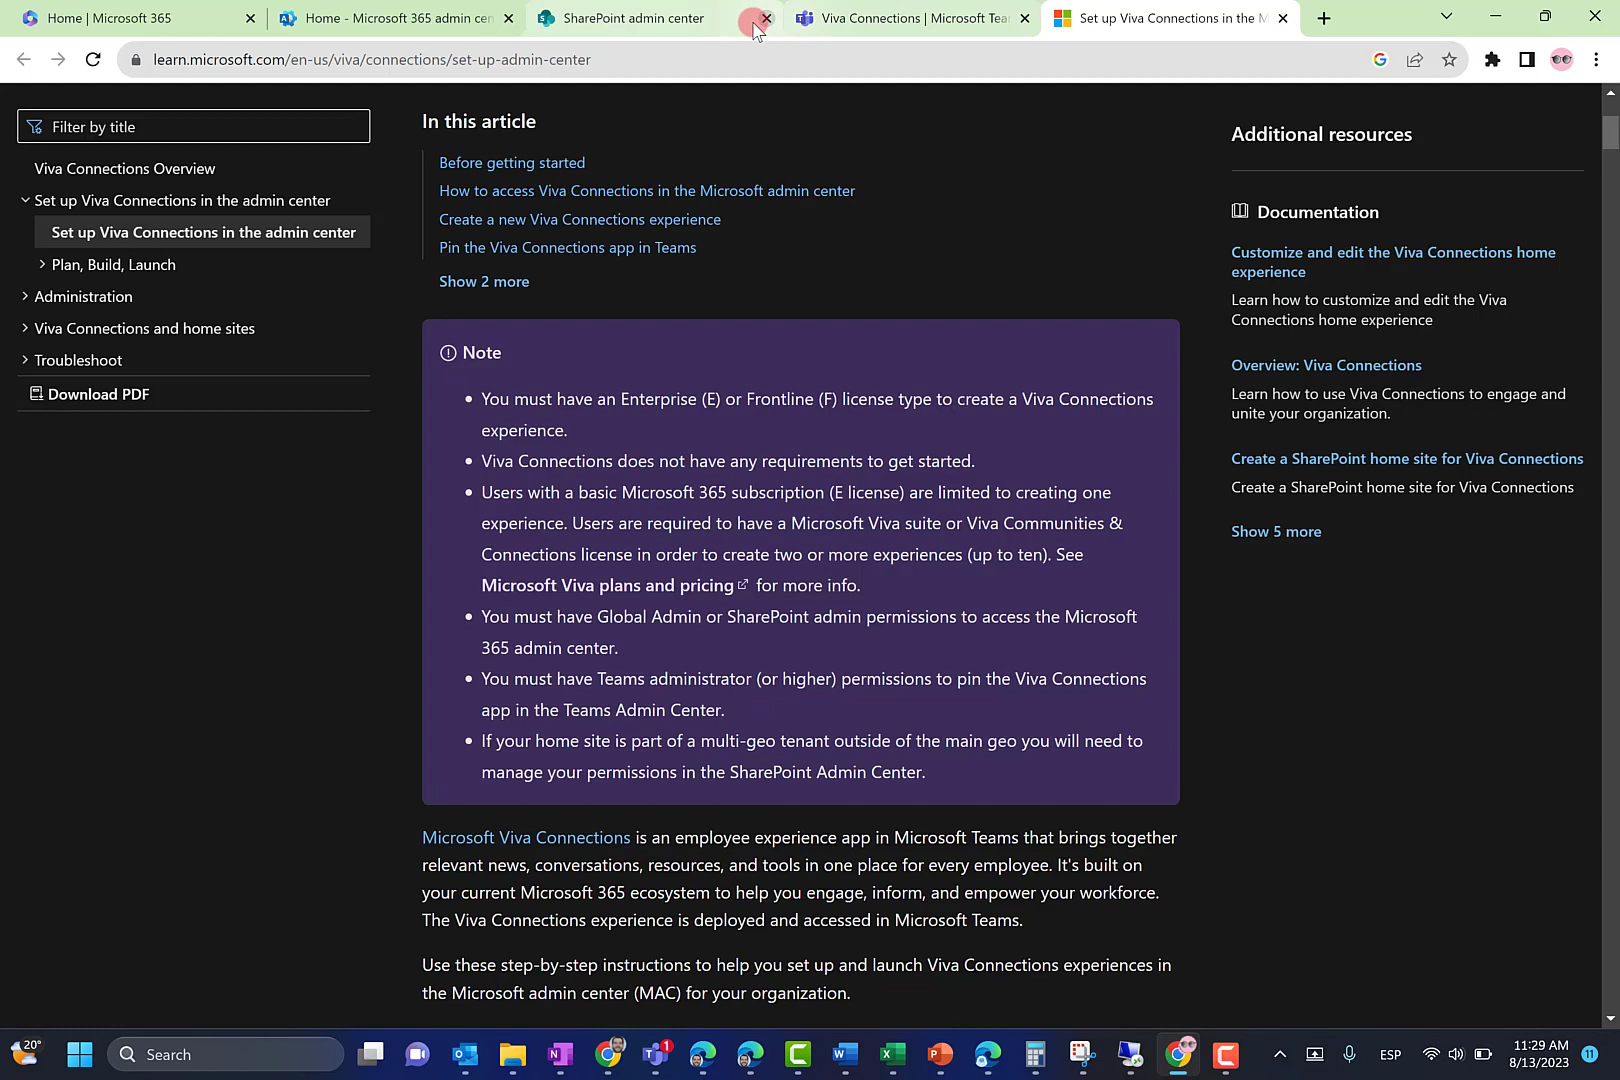 Home | Microsoft 365
Home - Microsoft 365 admin cen
SharePoint admin center
Viva Connections | Microsoft Tea
Set up Viva Connections in the M
learn.microsoft.com/en-us/viva/connections/set-up-admin-center
Filter by title
Viva Connections Overview
Set up Viva Connections in the admin center
Set up Viva Connections in the admin center
Plan, Build, Launch
Administration
Viva Connections and home sites
Troubleshoot
Download PDF
In this article
Before getting started
How to access Viva Connections in the Microsoft admin center
Create a new Viva Connections experience
Pin the Viva Connections app in Teams
Show 2 more
Note
• You must have an Enterprise (E) or Frontline (F) license type to create a Viva Connections
experience.
• Viva Connections does not have any requirements to get started.
• Users with a basic Microsoft 365 subscription (E license) are limited to creating one
experience. Users are required to have a Microsoft Viva suite or Viva Communities &
Connections license in order to create two or more experiences (up to ten). See
Microsoft Viva plans and pricing for more info.
• You must have Global Admin or SharePoint admin permissions to access the Microsoft
365 admin center.
• You must have Teams administrator (or higher) permissions to pin the Viva Connections
app in the Teams Admin Center.
• If your home site is part of a multi-geo tenant outside of the main geo you will need to
manage your permissions in the SharePoint Admin Center.
Microsoft Viva Connections is an employee experience app in Microsoft Teams that brings together
relevant news, conversations, resources, and tools in one place for every employee. It's built on
your current Microsoft 365 ecosystem to help you engage, inform, and empower your workforce.
The Viva Connections experience is deployed and accessed in Microsoft Teams.
Use these step-by-step instructions to help you set up and launch Viva Connections experiences in
the Microsoft admin center (MAC) for your organization.
Additional resources
Documentation
Customize and edit the Viva Connections home
experience
Learn how to customize and edit the Viva
Connections home experience
Overview: Viva Connections
Learn how to use Viva Connections to engage and
unite your organization.
Create a SharePoint home site for Viva Connections
Create a SharePoint home site for Viva Connections
Show 5 more
20°
Search
1
ESP
11:29 AM
8/13/2023
11